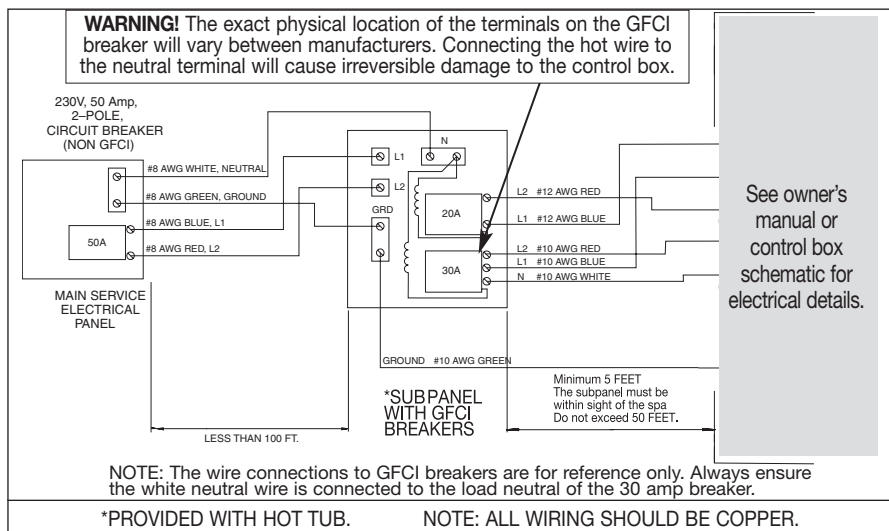 WARNING! The exact physical location of the terminals on the GFCI
breaker will vary between manufacturers. Connecting the hot wire to
the neutral terminal will cause irreversible damage to the control box.
230V, 50 Amp,
2–POLE,
CIRCUIT BREAKER
(NON GFCI)
#8 AWG WHITE, NEUTRAL
#8 AWG GREEN, GROUND
#8 AWG BLUE, L1
#8 AWG RED, L2
50A
MAIN SERVICE
ELECTRICAL
PANEL
N
L1
L2
GRD
20A
30A
L2 #12 AWG RED
L1 #12 AWG BLUE
L2 #10 AWG RED
L1 #10 AWG BLUE
N #10 AWG WHITE
GROUND #10 AWG GREEN
See owner's
manual or
control box
schematic for
electrical details.
*SUBPANEL
WITH GFCI
BREAKERS
Minimum 5 FEET
The subpanel must be
within sight of the spa
Do not exceed 50 FEET.
LESS THAN 100 FT.
NOTE: The wire connections to GFCI breakers are for reference only. Always ensure
the white neutral wire is connected to the load neutral of the 30 amp breaker.
*PROVIDED WITH HOT TUB. NOTE: ALL WIRING SHOULD BE COPPER.